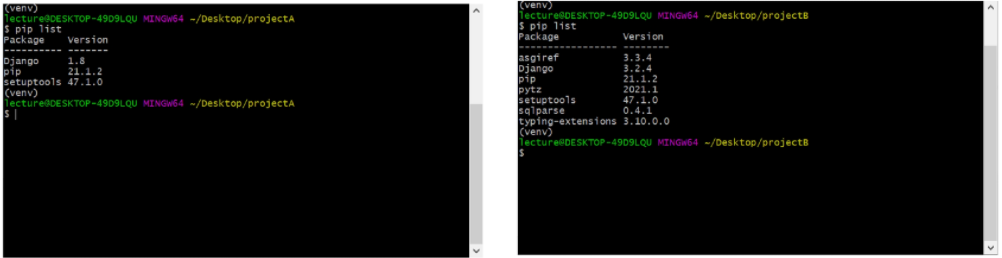 (venv)
lecture@DESKTOP-49D9LQU MINGW64 ~/Desktop/projectA
$ pip list
Package    Version
---------- -------
Django     1.8
pip        21.1.2
setuptools 47.1.0
(venv)
lecture@DESKTOP-49D9LQU MINGW64 ~/Desktop/projectA
$
(venv)
lecture@DESKTOP-49D9LQU MINGW64 ~/Desktop/projectB
$ pip list
Package           Version
----------------- --------
asgiref           3.3.4
Django            3.2.4
pip               21.1.2
pytz              2021.1
setuptools        47.1.0
sqlparse          0.4.1
typing-extensions 3.10.0.0
(venv)
lecture@DESKTOP-49D9LQU MINGW64 ~/Desktop/projectB
$